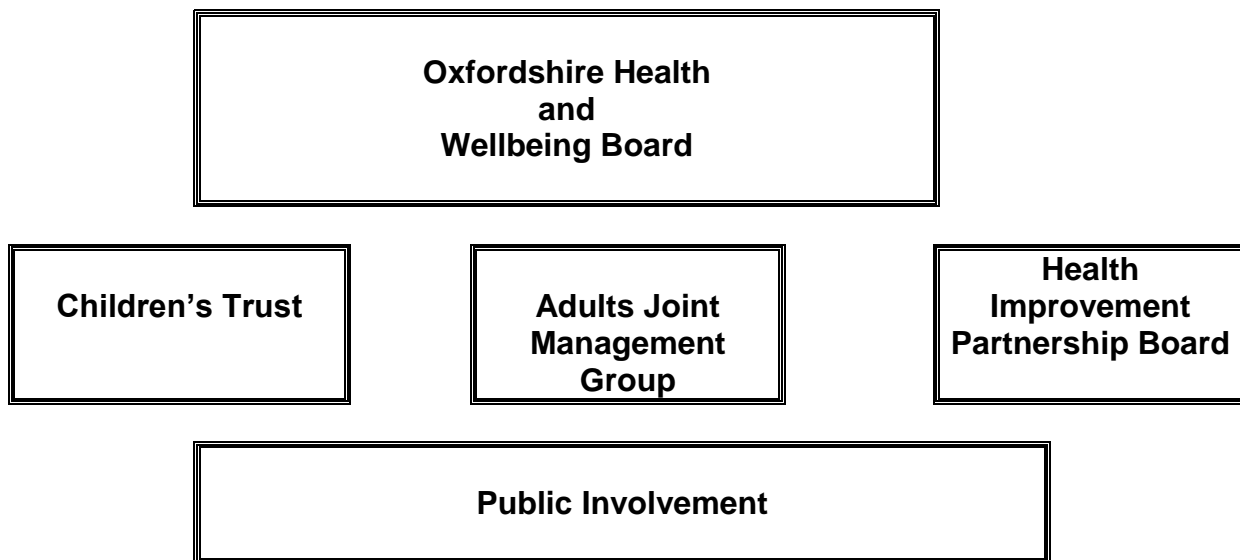 Oxfordshire Health
and
Wellbeing Board
Children’s Trust
Adults Joint
Management
Group
Health
Improvement
Partnership Board
Public Involvement